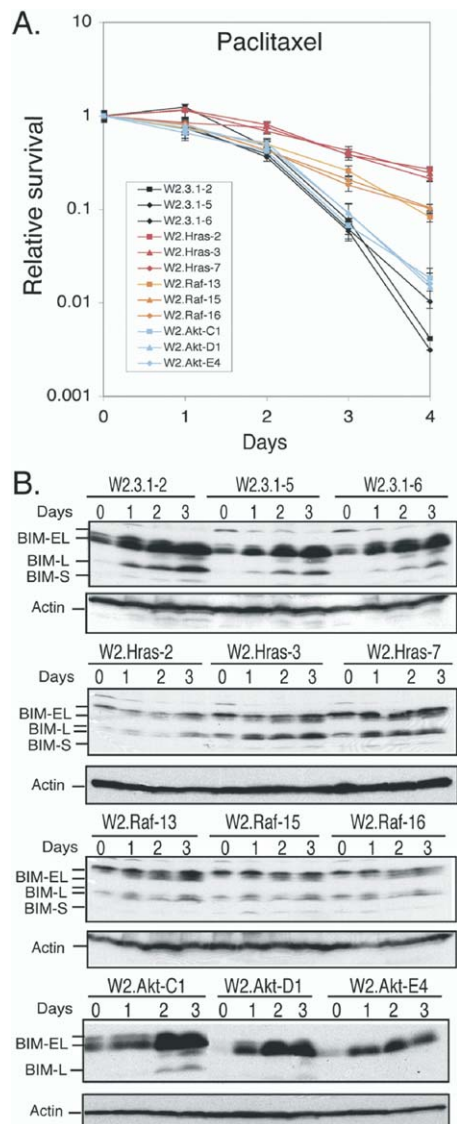 A.
Paclitaxel
Relative survival
10
1
0.1
0.01
0.001
W2.3.1-2
W2.3.1-5
W2.3.1-6
W2.Hras-2
W2.Hras-3
W2.Hras-7
W2.Raf-13
W2.Raf-15
W2.Raf-16
W2.Akt-C1
W2.Akt-D1
W2.Akt-E4
0 1 2 3 4
Days
B.
W2.3.1-2 W2.3.1-5 W2.3.1-6
Days 0 1 2 3 0 1 2 3 0 1 2 3
BIM-EL
BIM-L
BIM-S
Actin
W2.Hras-2 W2.Hras-3 W2.Hras-7
Days 0 1 2 3 0 1 2 3 0 1 2 3
BIM-EL
BIM-L
BIM-S
Actin
W2.Raf-13 W2.Raf-15 W2.Raf-16
Days 0 1 2 3 0 1 2 3 0 1 2 3
BIM-EL
BIM-L
BIM-S
Actin
W2.Akt-C1 W2.Akt-D1 W2.Akt-E4
Days 0 1 2 3 0 1 2 3 0 1 2 3
BIM-EL
BIM-L
Actin